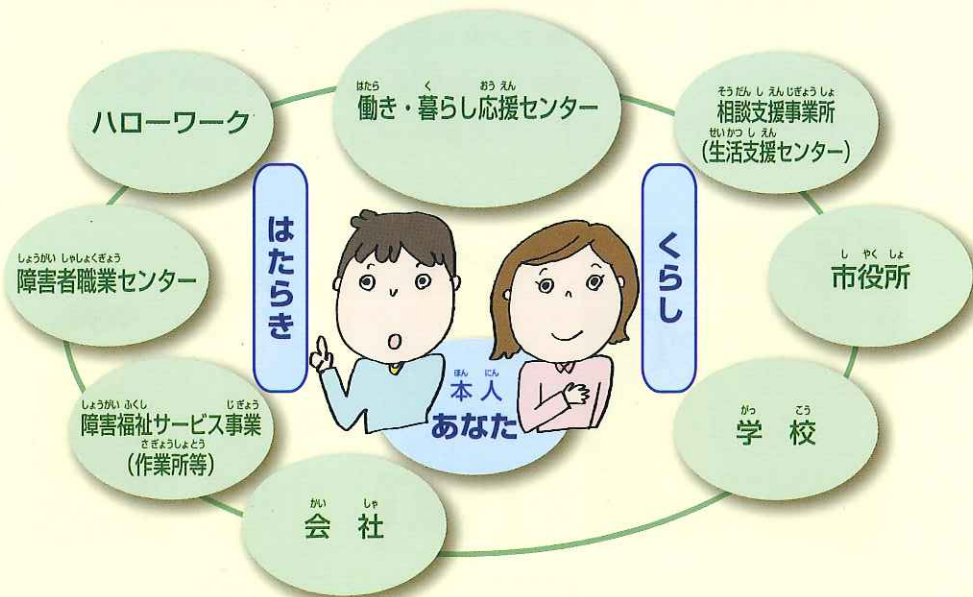 ハローワーク
はたら く おうえん
働き・暮らし応援センター
そうだんしえんじぎょうしょ
相談支援事業所
せいかつしえん
(生活支援センター)
はたらき
くらし
しょうがいしゃしょくぎょう
障害者職業センター
しやくしょ
市役所
ほんにん
本人
あなた
しょうがいふくし じぎょう
障害福祉サービス事業
さぎょうしょとう
(作業所等)
がっこう
学校
かいしゃ
会社